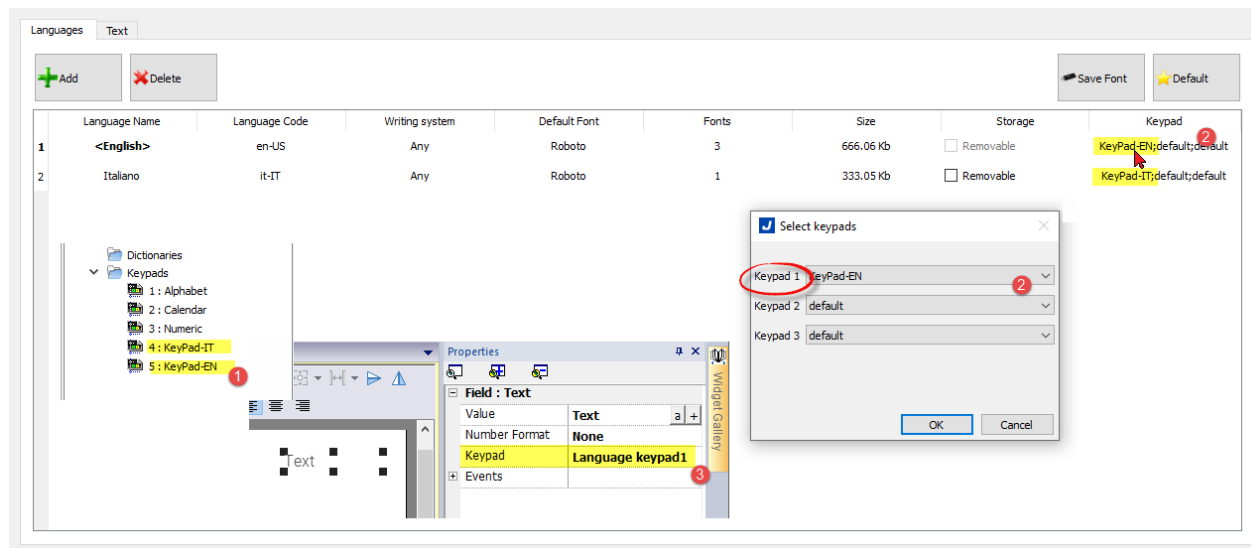 Languages Text
Add Delete Save Font Default
Language Name Language Code Writing system Default Font Fonts Size Storage Keypad
1 <English> en-US Any Roboto 3 666.06 Kb Removable KeyPad-EN;default;default 2
2 Italiano it-IT Any Roboto 1 333.05 Kb Removable KeyPad-IT;default;default
Dictionaries
Keypads
1 : Alphabet
2 : Calendar
3 : Numeric
4 : KeyPad-IT
5 : KeyPad-EN
1
Text
Properties
Field : Text
Value Text a +
Number Format None
Keypad Language keypad1
Events
3
Widget Gallery
Select keypads
Keypad 1 KeyPad-EN
2
Keypad 2 default
Keypad 3 default
OK Cancel